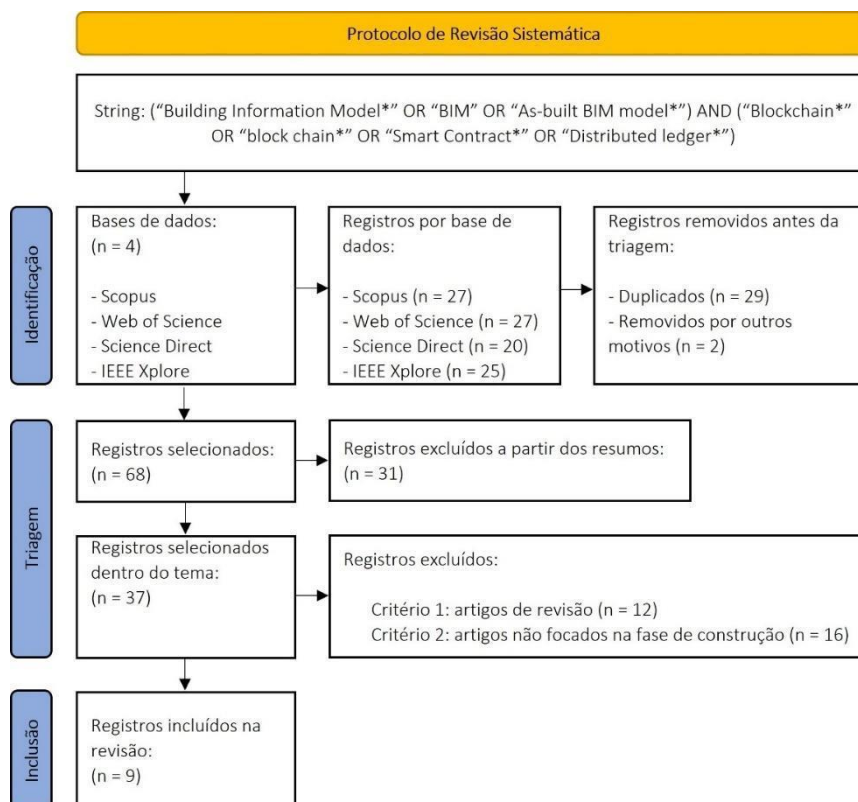 Protocolo de Revisão Sistemática
String: (“Building Information Model*” OR “BIM” OR “As-built BIM model*”) AND (“Blockchain*”
OR “block chain*” OR “Smart Contract*” OR “Distributed ledger*”)
Identificação
Bases de dados:
(n = 4)
- Scopus
- Web of Science
- Science Direct
- IEEE Xplore
Registros por base de
dados:
- Scopus (n = 27)
- Web of Science (n = 27)
- Science Direct (n = 20)
- IEEE Xplore (n = 25)
Registros removidos antes da
triagem:
- Duplicados (n = 29)
- Removidos por outros
motivos (n = 2)
Triagem
Registros selecionados:
(n = 68)
Registros excluídos a partir dos resumos:
(n = 31)
Registros selecionados
dentro do tema:
(n = 37)
Registros excluídos:
Critério 1: artigos de revisão (n = 12)
Critério 2: artigos não focados na fase de construção (n = 16)
Inclusão
Registros incluídos na
revisão:
(n = 9)